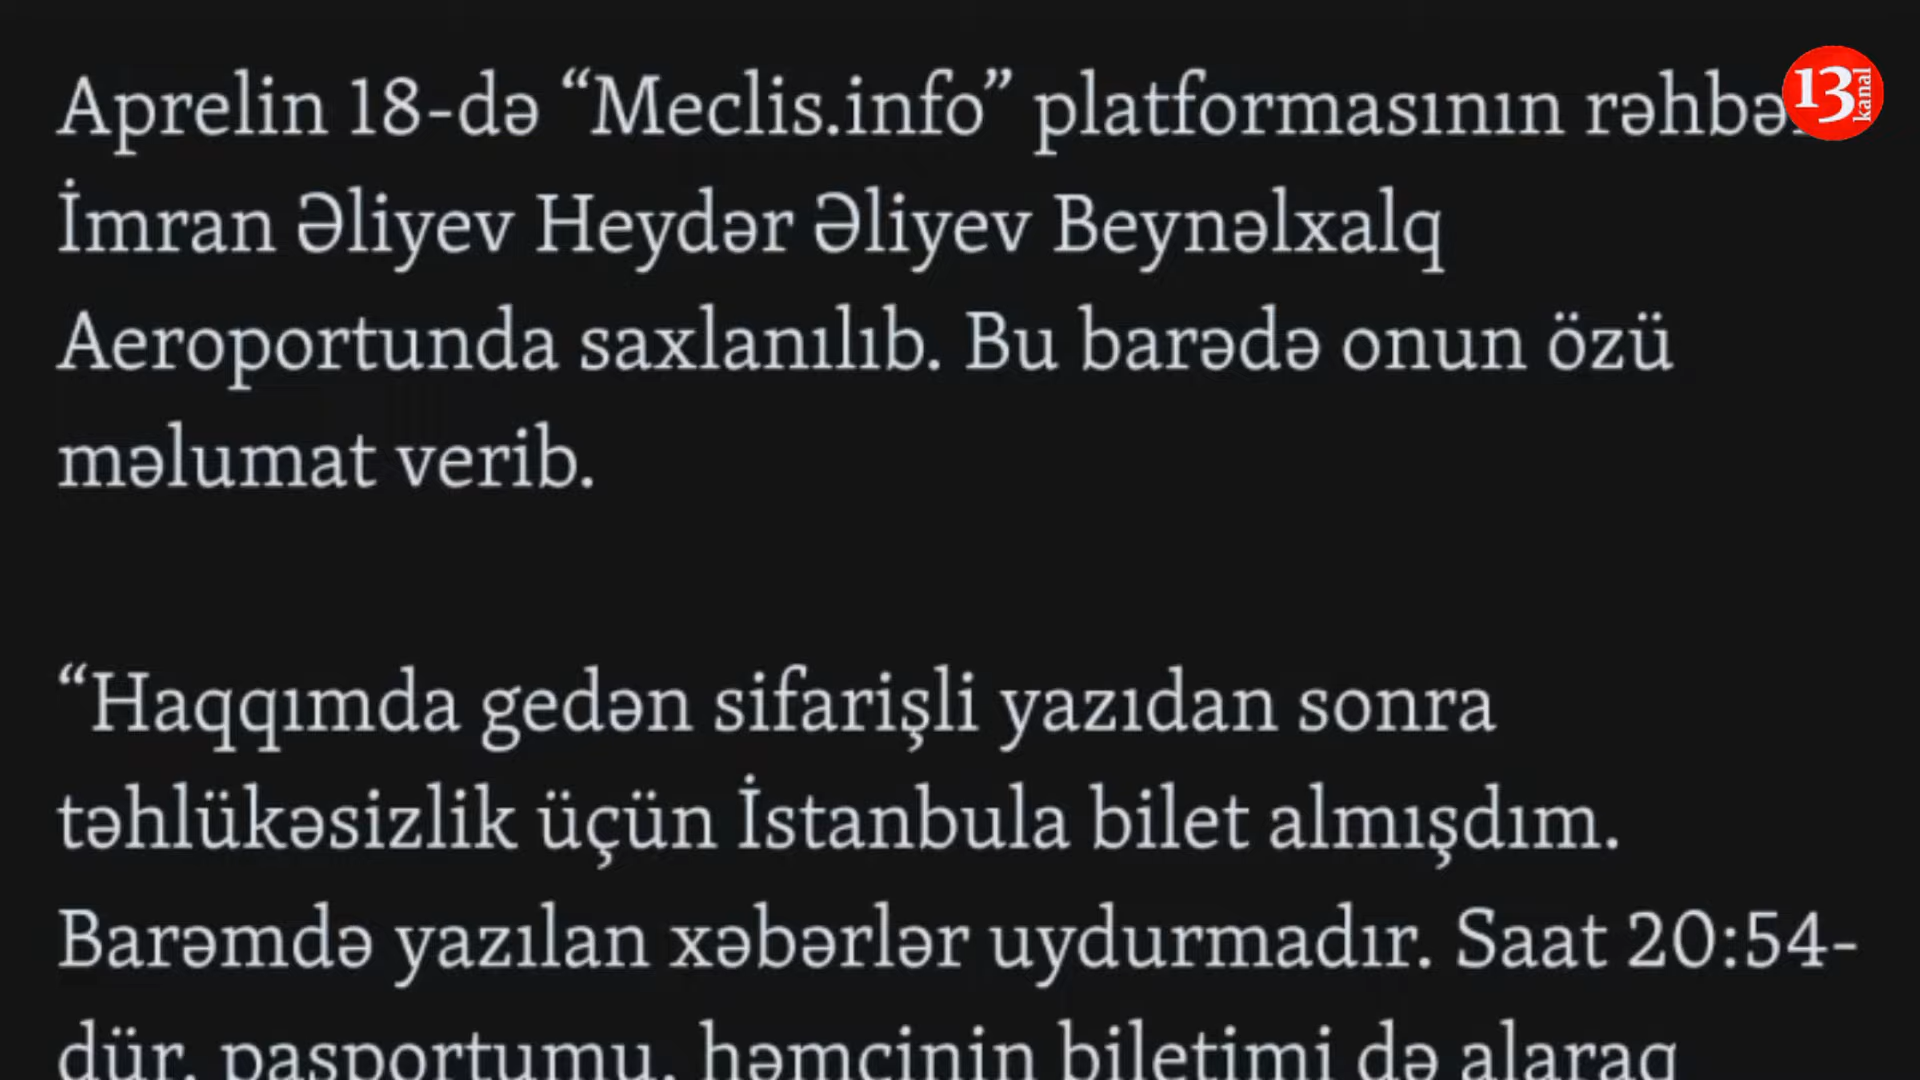 Aprelin 18-də “Meclis.info” platformasının
İmran Əliyev Heydər Əliyev Beynəlxalq
Aeroportunda saxlanılıb. Bu barədə onun özü
məlumat verib.
“Haqqımda gedən sifarişli yazıdan sonra
təhlükəsizlik üçün İstanbula bilet almışdım.
Barəmdə yazılan xəbərlər uydurmadır. Saat 20:54-
dür, pasportumu, həmçinin biletimi də alaraq
13 kanal